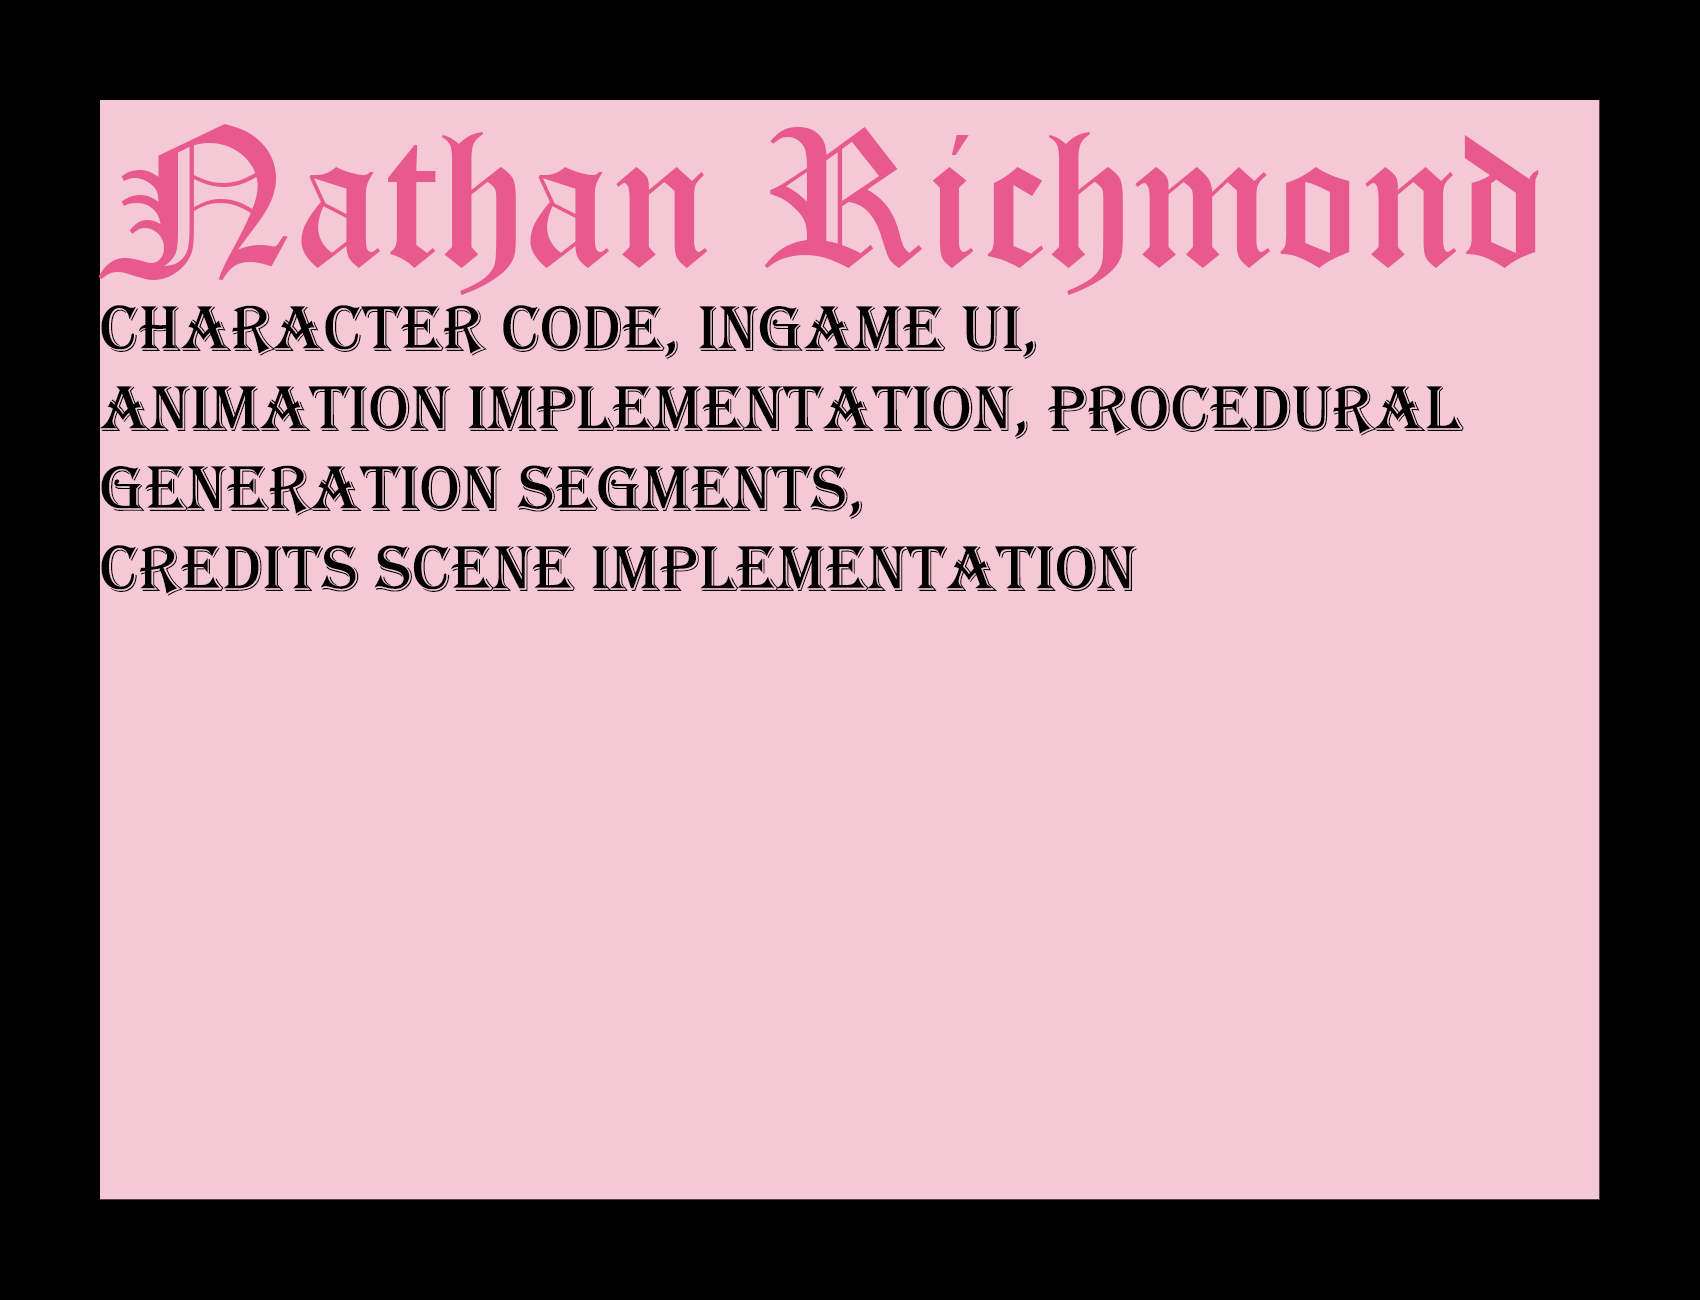 Nathan Richmond
CHARACTER CODE, INGAME UI,
ANIMATION IMPLEMENTATION, PROCEDURAL
GENERATION SEGMENTS,
CREDITS SCENE IMPLEMENTATION